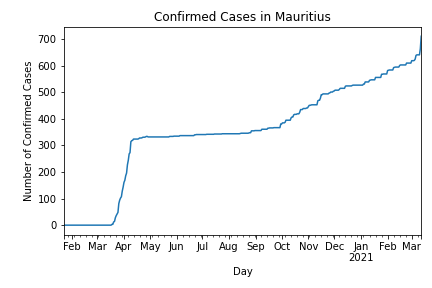 Confirmed Cases in Mauritius
Number of Confirmed Cases
700
600
500
400
300
200
100
0
Feb Mar Apr May Jun Jul Aug Sep Oct Nov Dec Jan Feb Mar
2021
Day